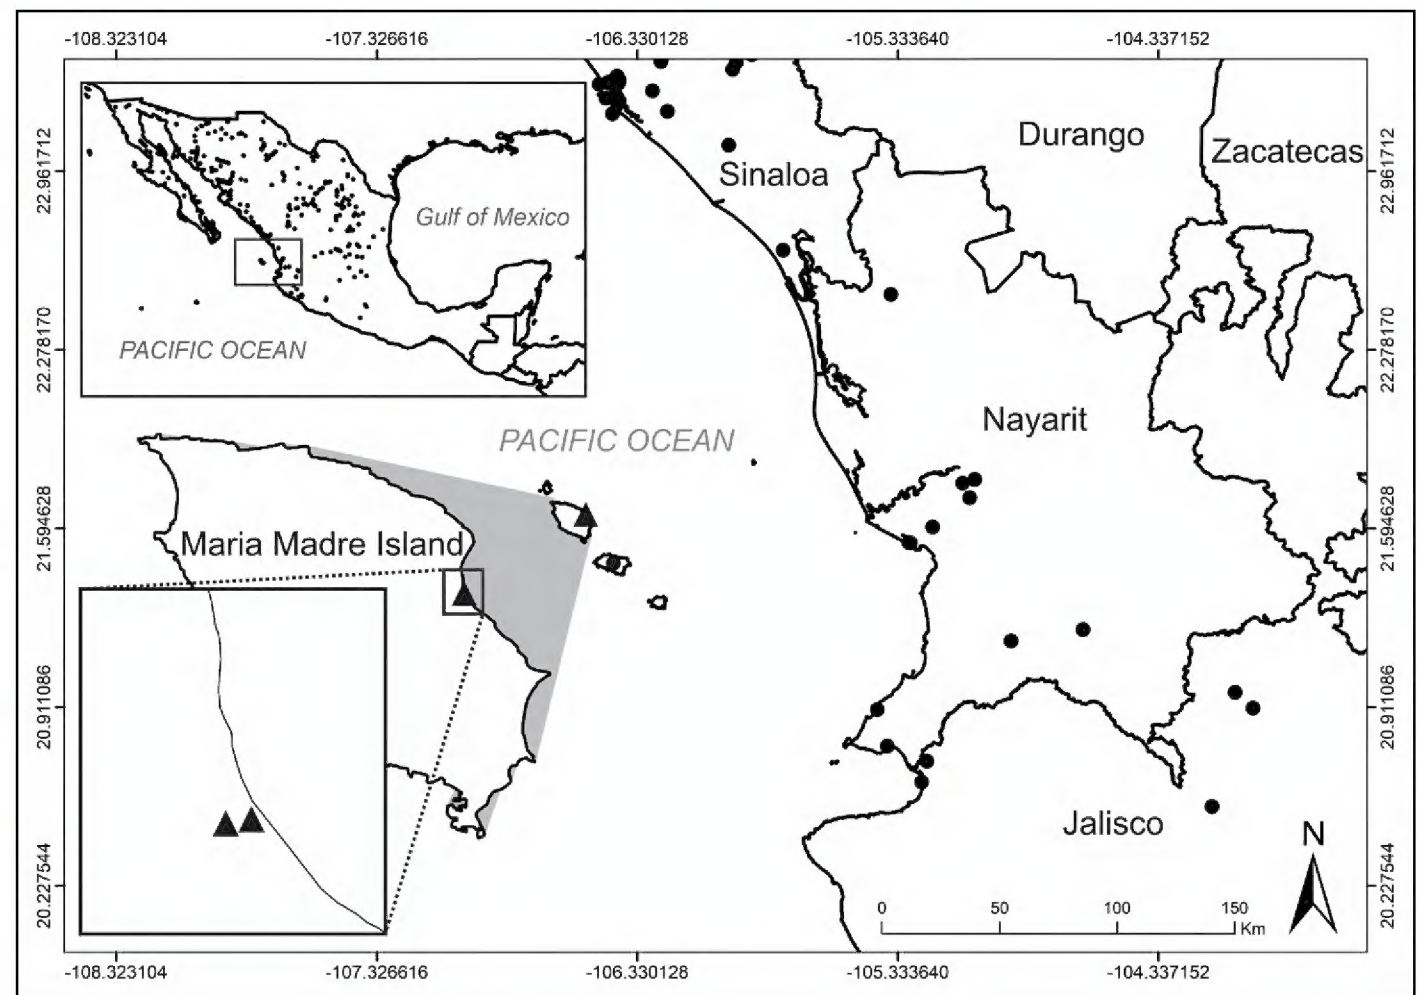 -108.323104 -107.326616 -106.330128 -105.333640 -104.337152
22.961712 22.961712
Durango
Zacatecas
Sinaloa
Gulf of Mexico
PACIFIC OCEAN
22.278170 22.278170
Nayarit
PACIFIC OCEAN
21.594628 21.594628
Maria Madre Island
20.911086 20.911086
Jalisco
N
20.227544 20.227544
0 50 100 150
Km
-108.323104 -107.326616 -106.330128 -105.333640 -104.337152